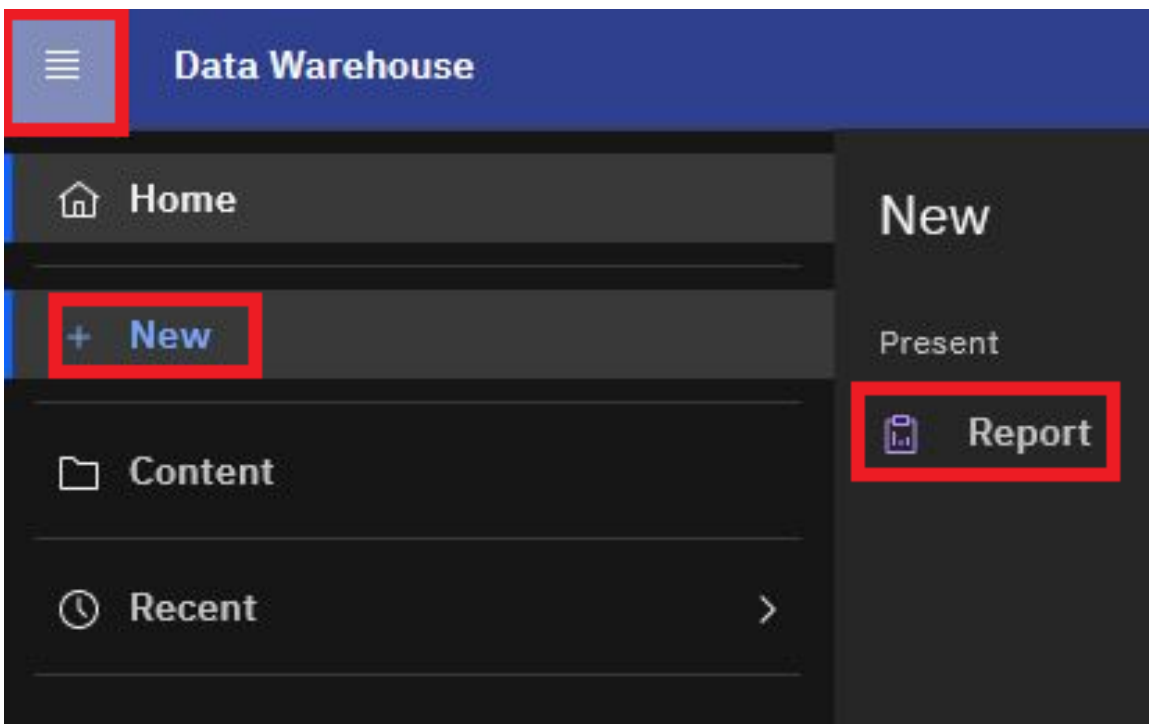 Data Warehouse
Home
+ New
Content
Recent
New
Present
Report